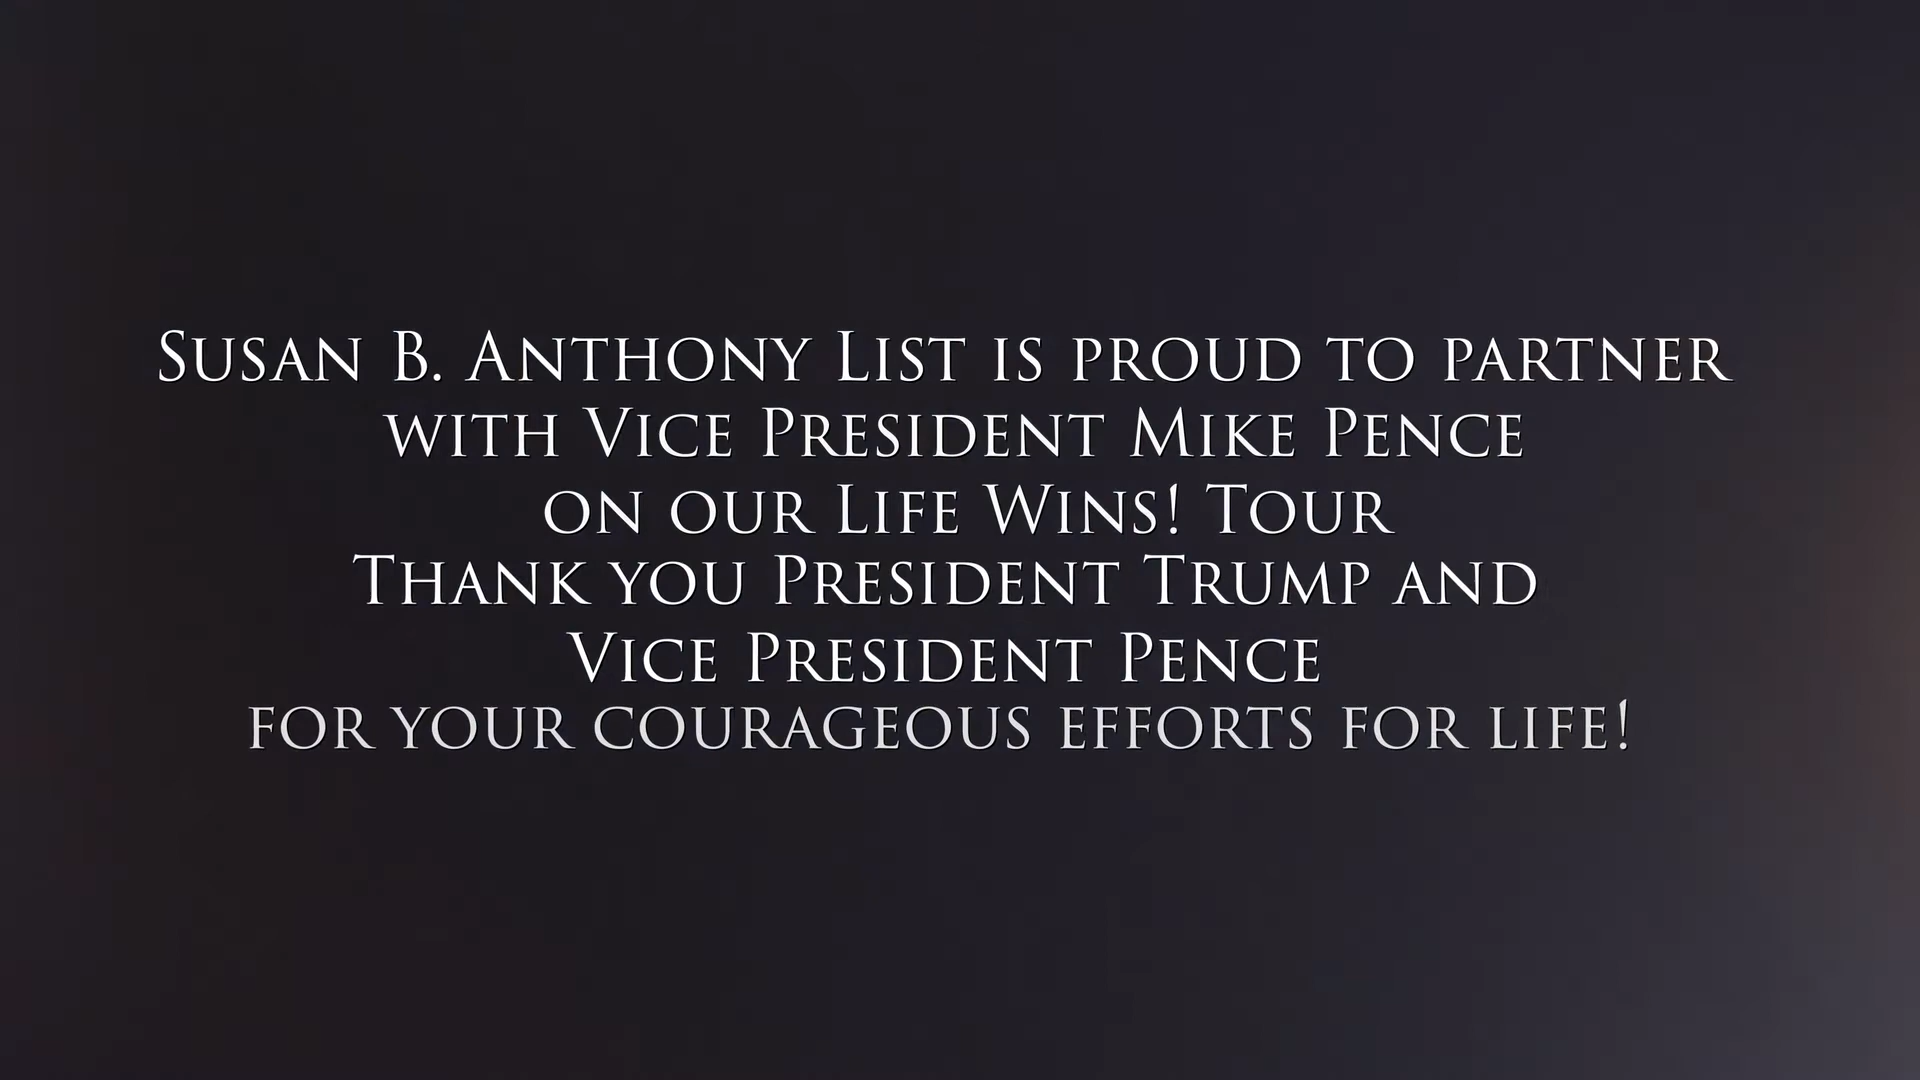 Susan B. Anthony List is proud to partner
with Vice President Mike Pence
on our Life Wins! Tour
Thank you President Trump and
Vice President Pence
for your courageous efforts for life!